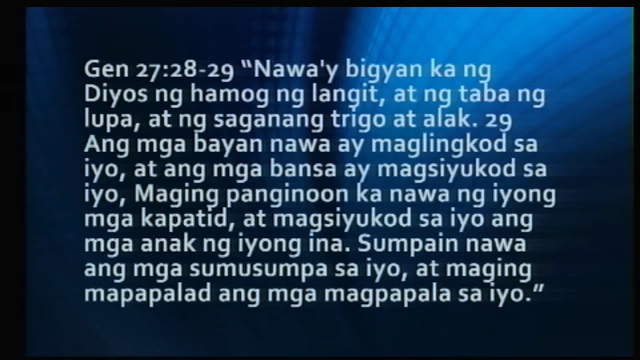 Gen 27:28-29 “Nawa'y bigyan ka ng
Diyos ng hamog ng langit, at ng taba ng
lupa, at ng saganang trigo at alak. 29
Ang mga bayan nawa ay maglingkod sa
iyo, at ang mga bansa ay magsiyukod sa
iyo, Maging panginoon ka nawa ng iyong
mga kapatid, at magsiyukod sa iyo ang
mga anak ng iyong ina. Sumpain nawa
ang mga sumusumpa sa iyo, at maging
mapapalad ang mga magpapala sa iyo.”